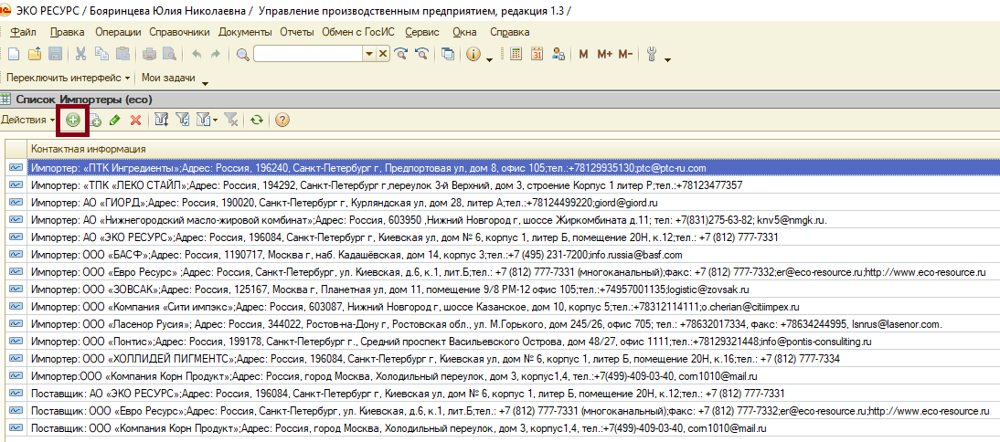 ЭКО РЕСУРС / Бояринцева Юлия Николаевна / Управление производственным предприятием, редакция 1.3 /
Файл Правка Операции Справочники Документы Отчеты Обмен с ГосИС Сервис Окна Справка
M M+ M-
Переключить интерфейс Мои задачи
Список Импортеры (eco)
Действия
Контактная информация
Импортер: «ПТК Ингредиенты»;Адрес: Россия, 196240, Санкт-Петербург г, Предпортовая ул, дом 8, офис 105;тел.:+78129935130;ptc@ptc-ru.com
Импортер: «ТПК «ЛЕКО СТАЙЛ»;Адрес: Россия, 194292, Санкт-Петербург г,переулок 3-й Верхний, дом 3, строение Корпус 1 литер Р;тел.:+78123477357
Импортер: АО «ГИОРД»;Адрес: Россия, 190020, Санкт-Петербург г, Курляндская ул, дом 28, литер А;тел.:+78124499220;giord@giord.ru
Импортер: АО «Нижнегородский масло-жировой комбинат»;Адрес: Россия, 603950 ,Нижний Новгород г, шоссе Жиркомбината д.11; тел: +7(831)275-63-82; knv5@nmgk.ru.
Импортер: АО «ЭКО РЕСУРС»;Адрес: Россия, 196084, Санкт-Петербург г, Киевская ул, дом № 6, корпус 1, литер Б, помещение 20Н, к.12;тел.: +7 (812) 777-7331
Импортер: ООО «БАСФ»;Адрес: Россия, 1190717, Москва г, наб. Кадашёвская, дом 14, корпус 3;тел.:+7 (495) 231-7200;info.russia@basf.com
Импортер: ООО «Евро Ресурс» ;Адрес: Россия, Санкт-Петербург, ул. Киевская, д.6, к.1, лит.Б;тел.: +7 (812) 777-7331 (многоканальный);факс: +7 (812) 777-7332;er@eco-resource.ru;http://www.eco-resource.ru
Импортер: ООО «ЗОВСАК»;Адрес: Россия, 125167, Москва г, Планетная ул, дом 11, помещение 9/8 РМ-12 офис 105;тел.:+74957001135;logistic@zovsak.ru
Импортер: ООО «Компания «Сити импэкс»;Адрес: Россия, 603087, Нижний Новгород г, шоссе Казанское, дом 10, корпус 5;тел.:+78312114111;o.cherian@citiimpex.ru
Импортер: ООО «Ласенор Русия»; Адрес: Россия, 344022, Ростов-на-Дону г, Ростовская обл., ул. М.Горького, дом 245/26, офис 705; тел.: +78632017334, Факс: +78634244995, lsnrus@lasenor.com.
Импортер: ООО «Понтис»;Адрес: Россия, 199178, Санкт-Петербург г., Средний проспект Васильевского Острова, дом 48/27, офис 1111;тел.:+78129321448;info@pontis-consuliting.ru
Импортер: ООО «ХОЛЛИДЕЙ ПИГМЕНТС»;Адрес: Россия, 196084, Санкт-Петербург г, Киевская ул, дом № 6, корпус 1, литер Б, помещение 20Н, к.16;тел.: +7 (812) 777-7334
Импортер:ООО «Компания Корн Продукт»;Адрес: Россия, город Москва, Холодильный переулок, дом 3, корпус1,4, тел.:+7(499)-409-03-40, corn1010@mail.ru
Поставщик: АО «ЭКО РЕСУРС»;Адрес: Россия, 196084, Санкт-Петербург г, Киевская ул, дом № 6, корпус 1, литер Б, помещение 20Н, к.12;тел.: +7 (812) 777-7331
Поставщик: ООО «Евро Ресурс»;Адрес: Россия, Санкт-Петербург, ул. Киевская, д.6, к.1, лит.Б;тел.: +7 (812) 777-7331 (многоканальный);факс: +7 (812) 777-7332;er@eco-resource.ru;http://www.eco-resource.ru
Поставщик: ООО «Компания Корн Продукт»;Адрес: Россия, город Москва, Холодильный переулок, дом 3, корпус1,4, тел.:+7(499)-409-03-40, corn1010@mail.ru